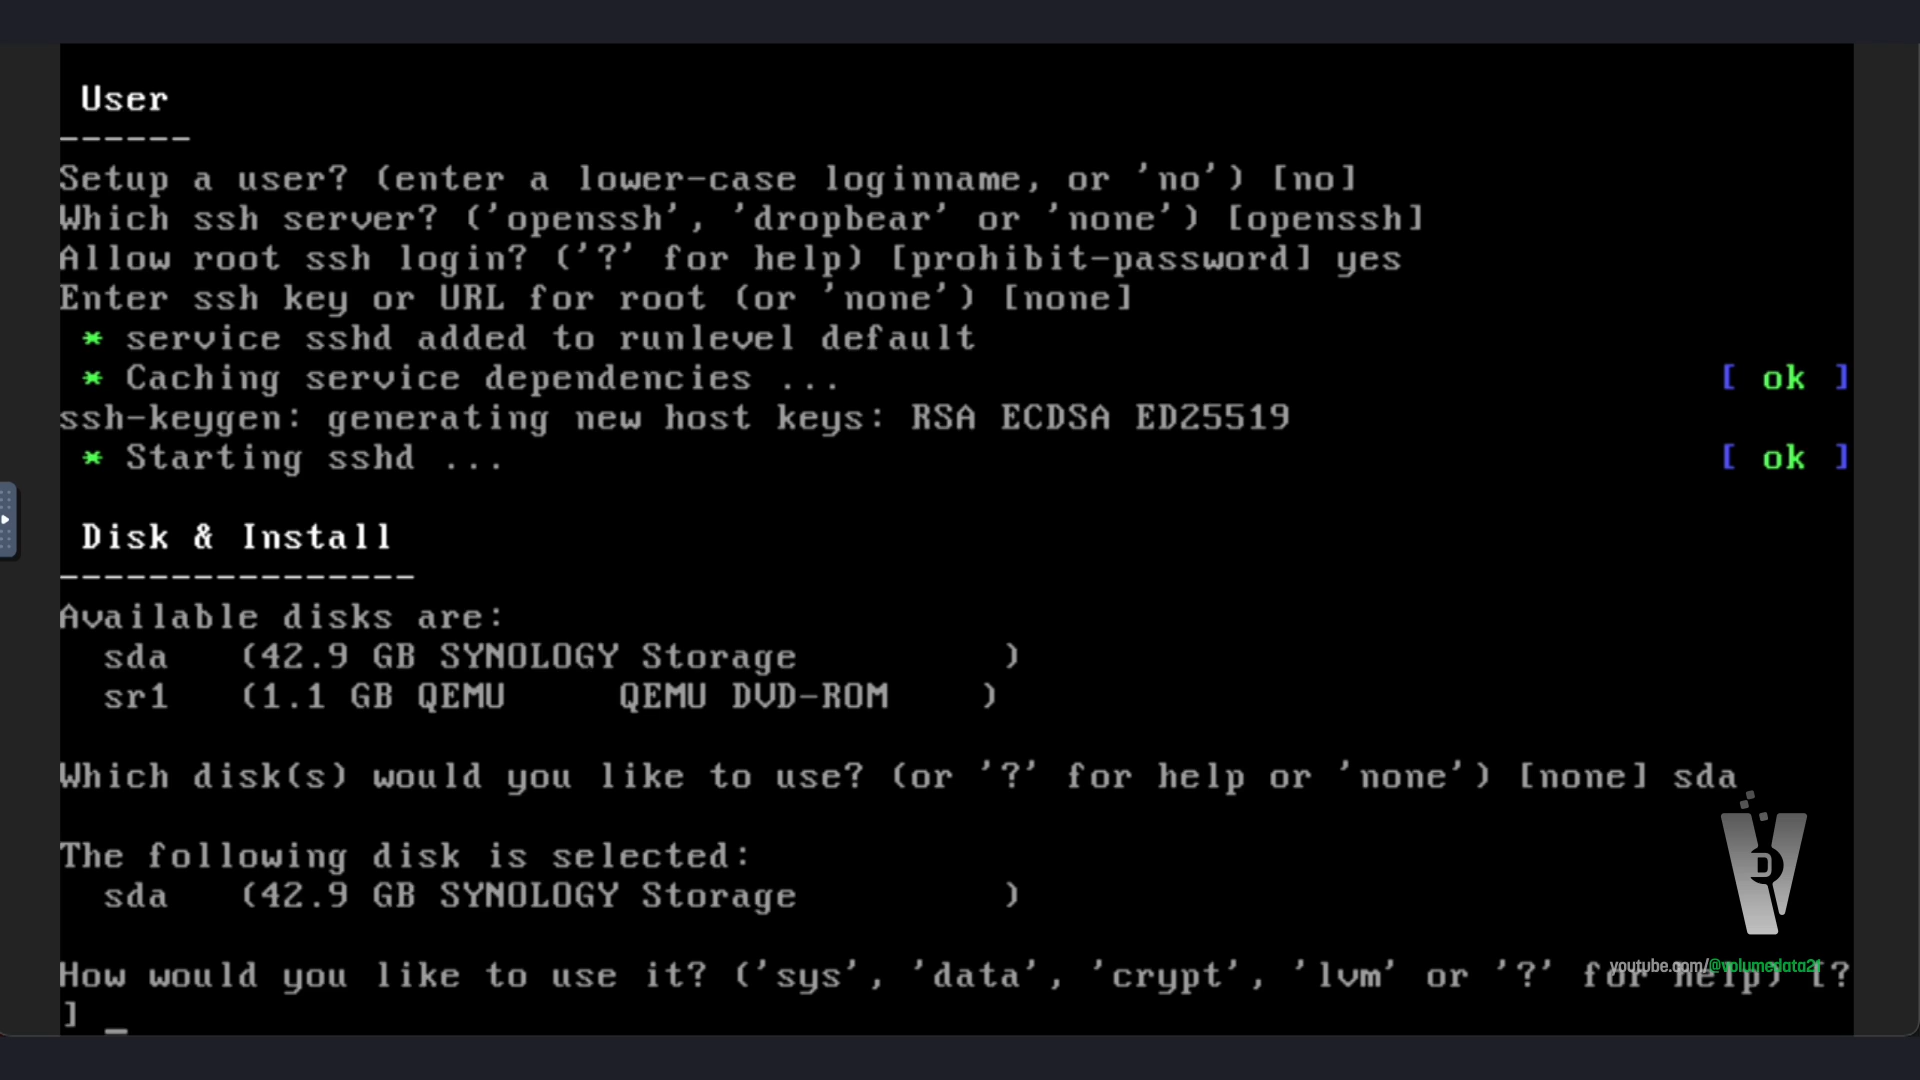 User
------
Setup a user? (enter a lower-case loginname, or 'no') [no]
Which ssh server? ('openssh', 'dropbear' or 'none') [openssh]
Allow root ssh login? ('?' for help) [prohibit-password] yes
Enter ssh key or URL for root (or 'none') [none]
* service sshd added to runlevel default
* Caching service dependencies ... [ ok ]
ssh-keygen: generating new host keys: RSA ECDSA ED25519
* Starting sshd ... [ ok ]
Disk & Install
----------------
Available disks are:
sda (42.9 GB SYNOLOGY Storage )
sr1 (1.1 GB QEMU QEMU DVD-ROM )
Which disk(s) would you like to use? (or '?' for help or 'none') [none] sda
The following disk is selected:
sda (42.9 GB SYNOLOGY Storage )
How would you like to use it? ('sys', 'data', 'crypt', 'lvm' or '?' for help) [?
] _
VD
youtube.com/@volumedata21